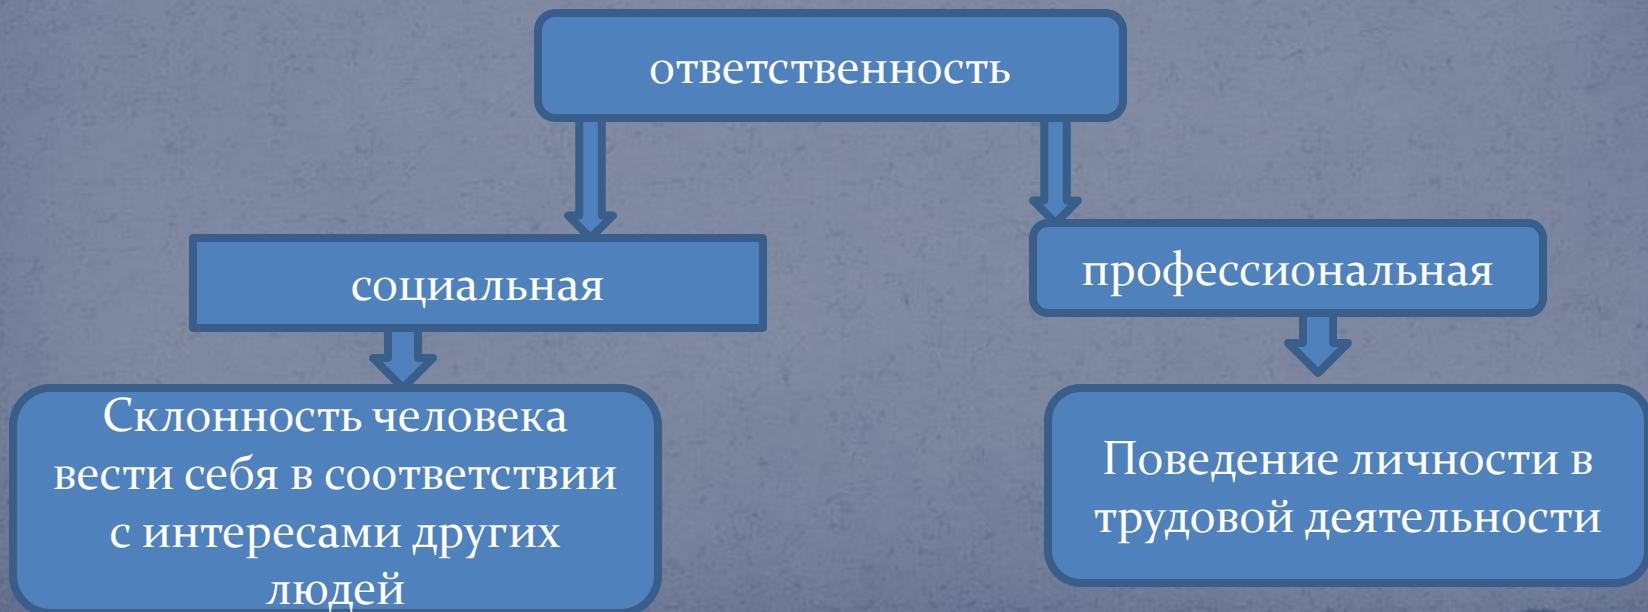 ответственность
социальная
профессиональная
Склонность человека
вести себя в соответствии
с интересами других
людей
Поведение личности в
трудовой деятельности